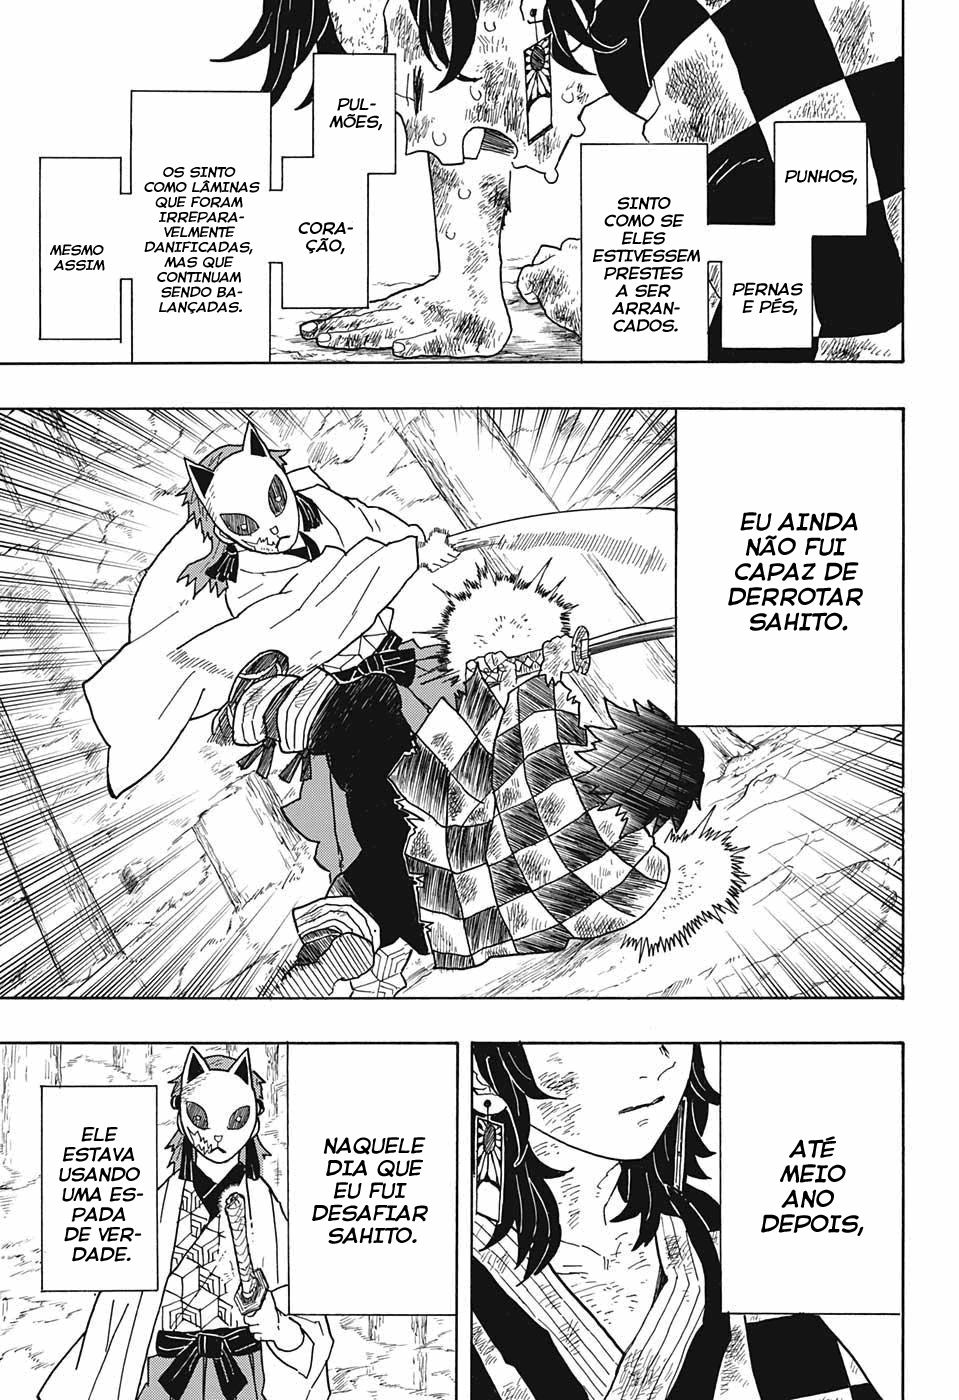 PUNHOS,
PERNAS
E PÉS,
SINTO
COMO SE
ELES
ESTIVESSEM
PRESTES
A SER
ARRAN-
CADOS.
PUL-
MÕES,
CORA-
ÇÃO,
OS SINTO
COMO LÂMINAS
QUE FORAM
IRREPARA-
VELMENTE
DANIFICADAS,
MAS QUE
CONTINUAM
SENDO BA-
LANÇADAS.
MESMO
ASSIM
EU AINDA
NÃO FUI
CAPAZ DE
DERROTAR
SAHITO.
ATÉ
MEIO
ANO
DEPOIS,
NAQUELE
DIA QUE
EU FUI
DESAFIAR
SAHITO.
ELE
ESTAVA
USANDO
UMA ES-
PADA
DE VER-
DADE.